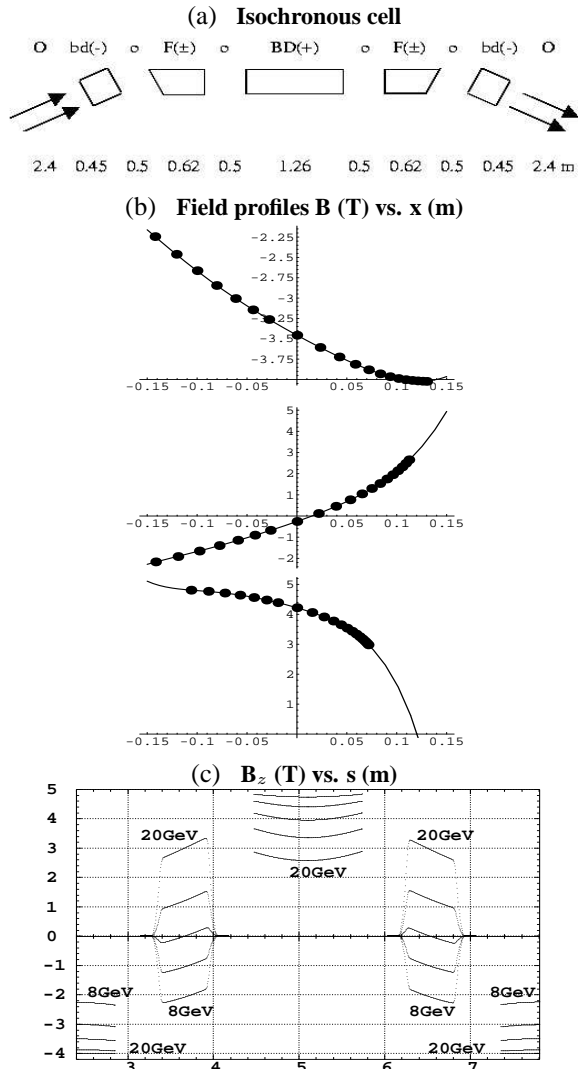 (a) Isochronous cell
O bd(-) o F(±) o BD(+) o F(±) o bd(-) O
2.4 0.45 0.5 0.62 0.5 1.26 0.5 0.62 0.5 0.45 2.4 m
(b) Field profiles B (T) vs. x (m)
-2.25
-2.5
-2.75
-3
-3.25
-3.5
-3.75
-0.15 -0.1 -0.05 0.05 0.1 0.15
5
4
3
2
1
-0.15 -0.1 -0.05 0.05 0.1 0.15
-1
-2
5
4
3
2
1
-0.15 -0.1 -0.05 0.05 0.1 0.15
(c) Bz (T) vs. s (m)
5
4
20GeV 20GeV
3
20GeV
2
1
0
-1
8GeV 8GeV
-2
8GeV 8GeV
-3
20GeV 20GeV
-4
3 4 5 6 7